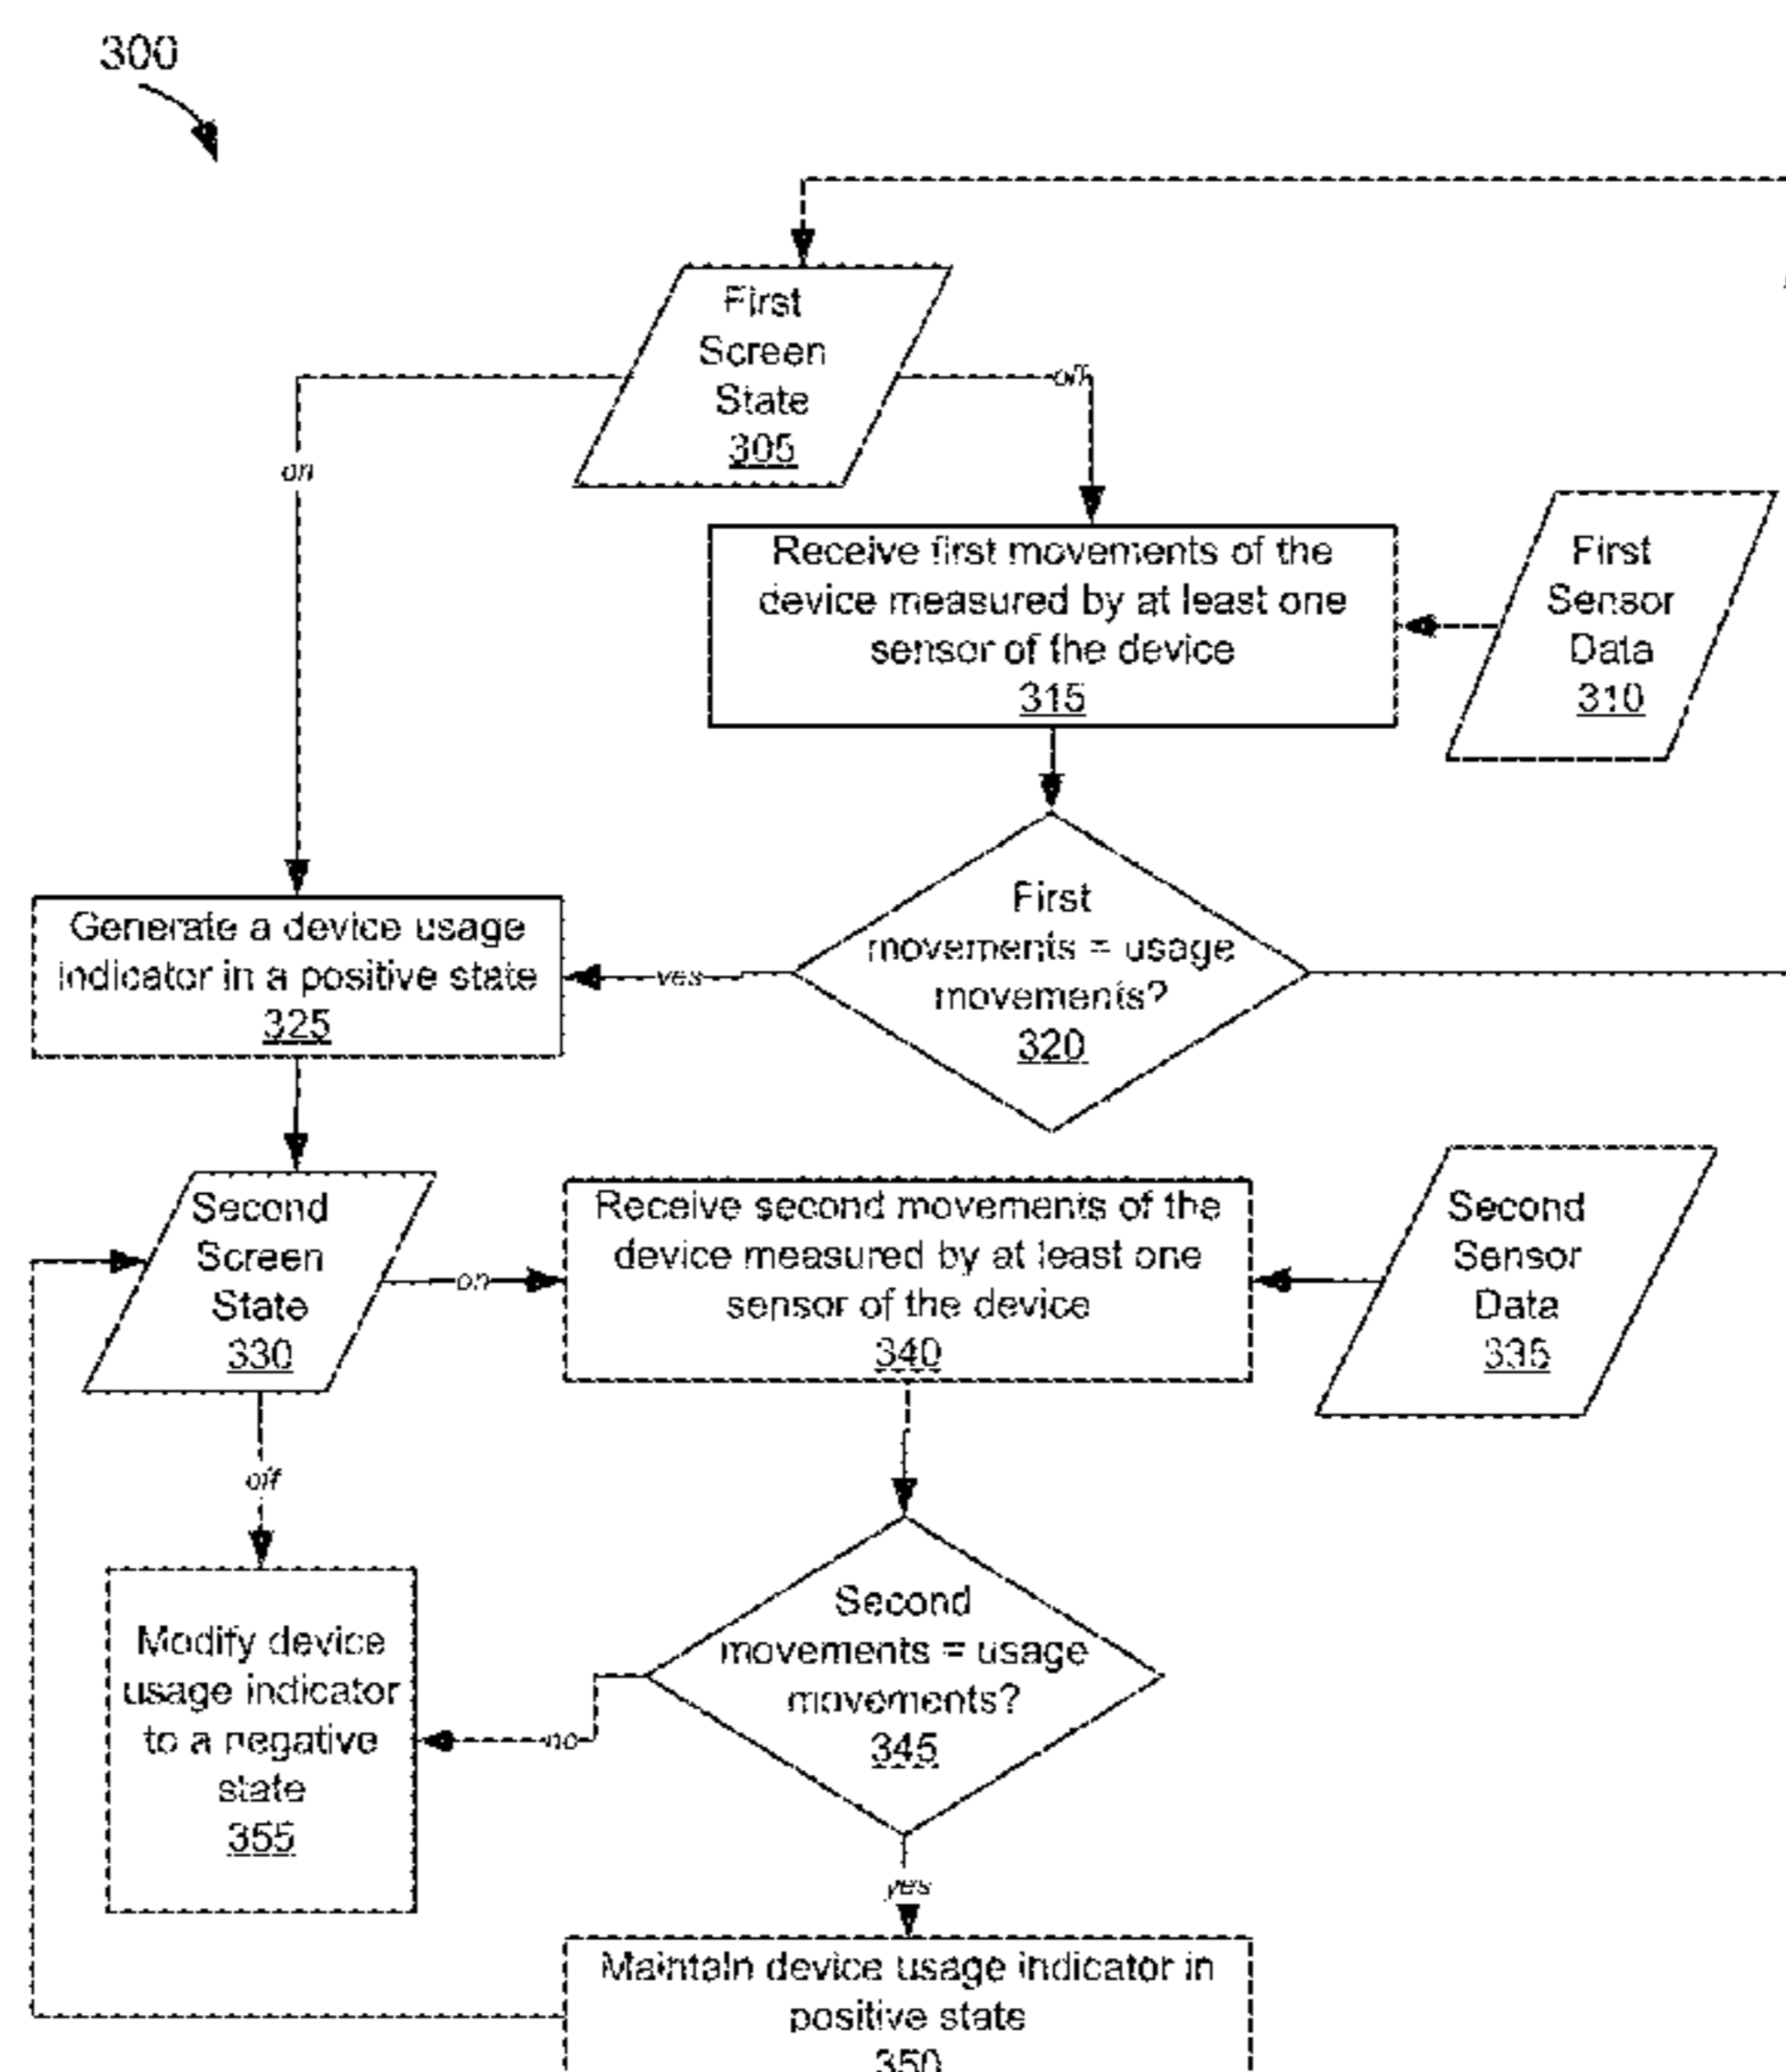 300
First
Screen
State
305
on
off
Receive first movements of the
device measured by at least one
sensor of the device
315
First
Sensor
Data
310
First
movements = usage
movements?
320
yes
Generate a device usage
indicator in a positive state
325
Second
Screen
State
330
on
Receive second movements of the
device measured by at least one
sensor of the device
340
Second
Sensor
Data
335
off
Second
movements = usage
movements?
345
no
Modify device
usage indicator
to a negative
state
355
yes
Maintain device usage indicator in
positive state
350